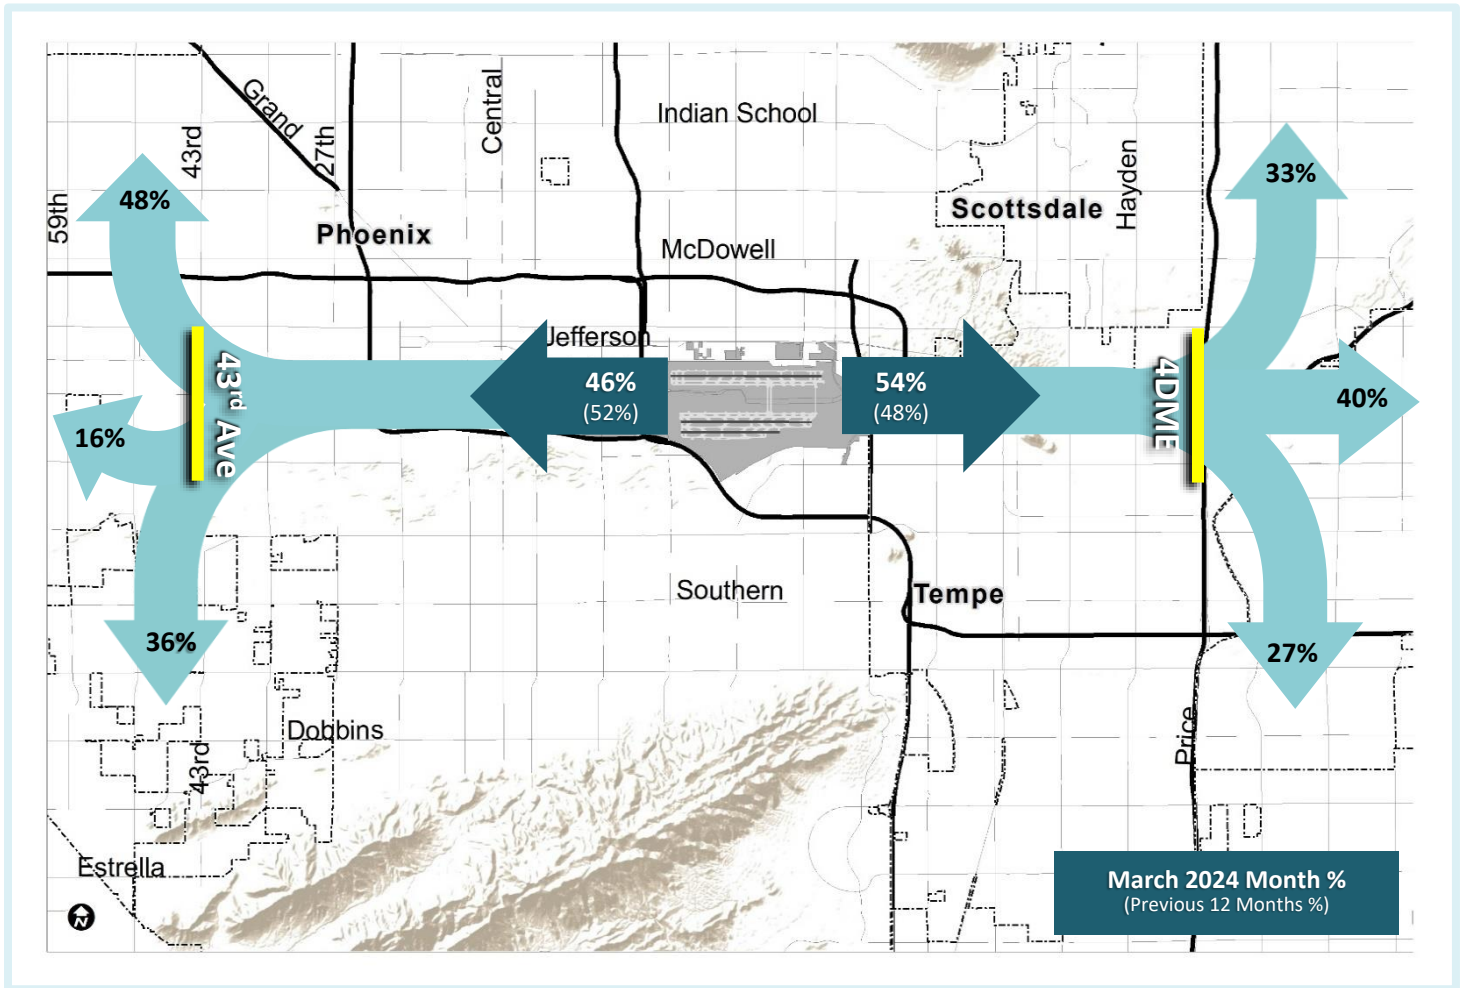 Grand
43rd
27th
Central
Indian School
Hayden
33%
48%
59th
Phoenix
Scottsdale
McDowell
Jefferson
43rd Ave
46%
(52%)
54%
(48%)
4DME
40%
16%
36%
Southern
Tempe
27%
Dobbins
43rd
Price
Estrella
N
March 2024 Month %
(Previous 12 Months %)